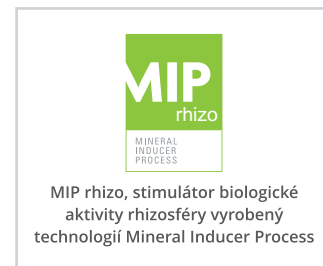 MIP
rhizo
MINERAL
INDUCER
PROCESS
MIP rhizo, stimulátor biologické
aktivity rhizosféry vyrobený
technologií Mineral Inducer Process